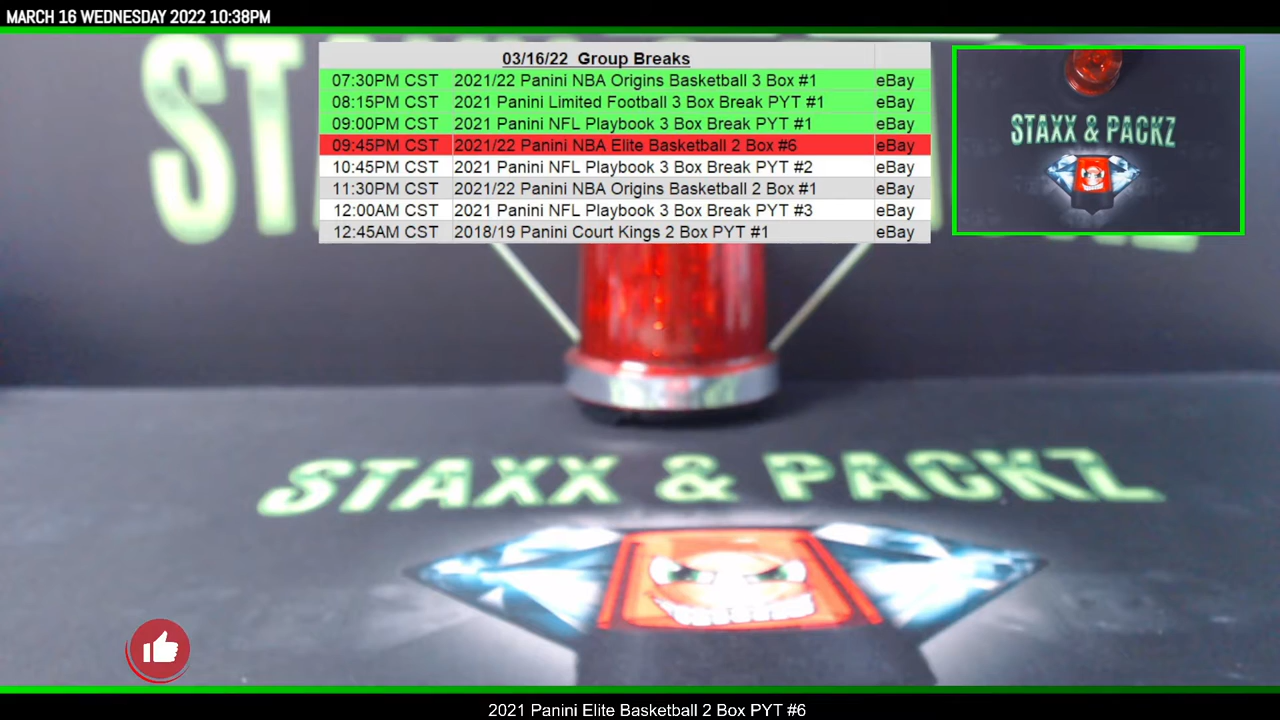 MARCH 16 WEDNESDAY 2022 10:38PM
03/16/22 Group Breaks
07:30PM CST 2021/22 Panini NBA Origins Basketball 3 Box #1 eBay
08:15PM CST 2021 Panini Limited Football 3 Box Break PYT #1 eBay
09:00PM CST 2021 Panini NFL Playbook 3 Box Break PYT #1 eBay
09:45PM CST 2021/22 Panini NBA Elite Basketball 2 Box #6 eBay
10:45PM CST 2021 Panini NFL Playbook 3 Box Break PYT #2 eBay
11:30PM CST 2021/22 Panini NBA Origins Basketball 2 Box #1 eBay
12:00AM CST 2021 Panini NFL Playbook 3 Box Break PYT #3 eBay
12:45AM CST 2018/19 Panini Court Kings 2 Box PYT #1 eBay
STAXX & PACKZ
STAXX & PACKZ
2021 Panini Elite Basketball 2 Box PYT #6